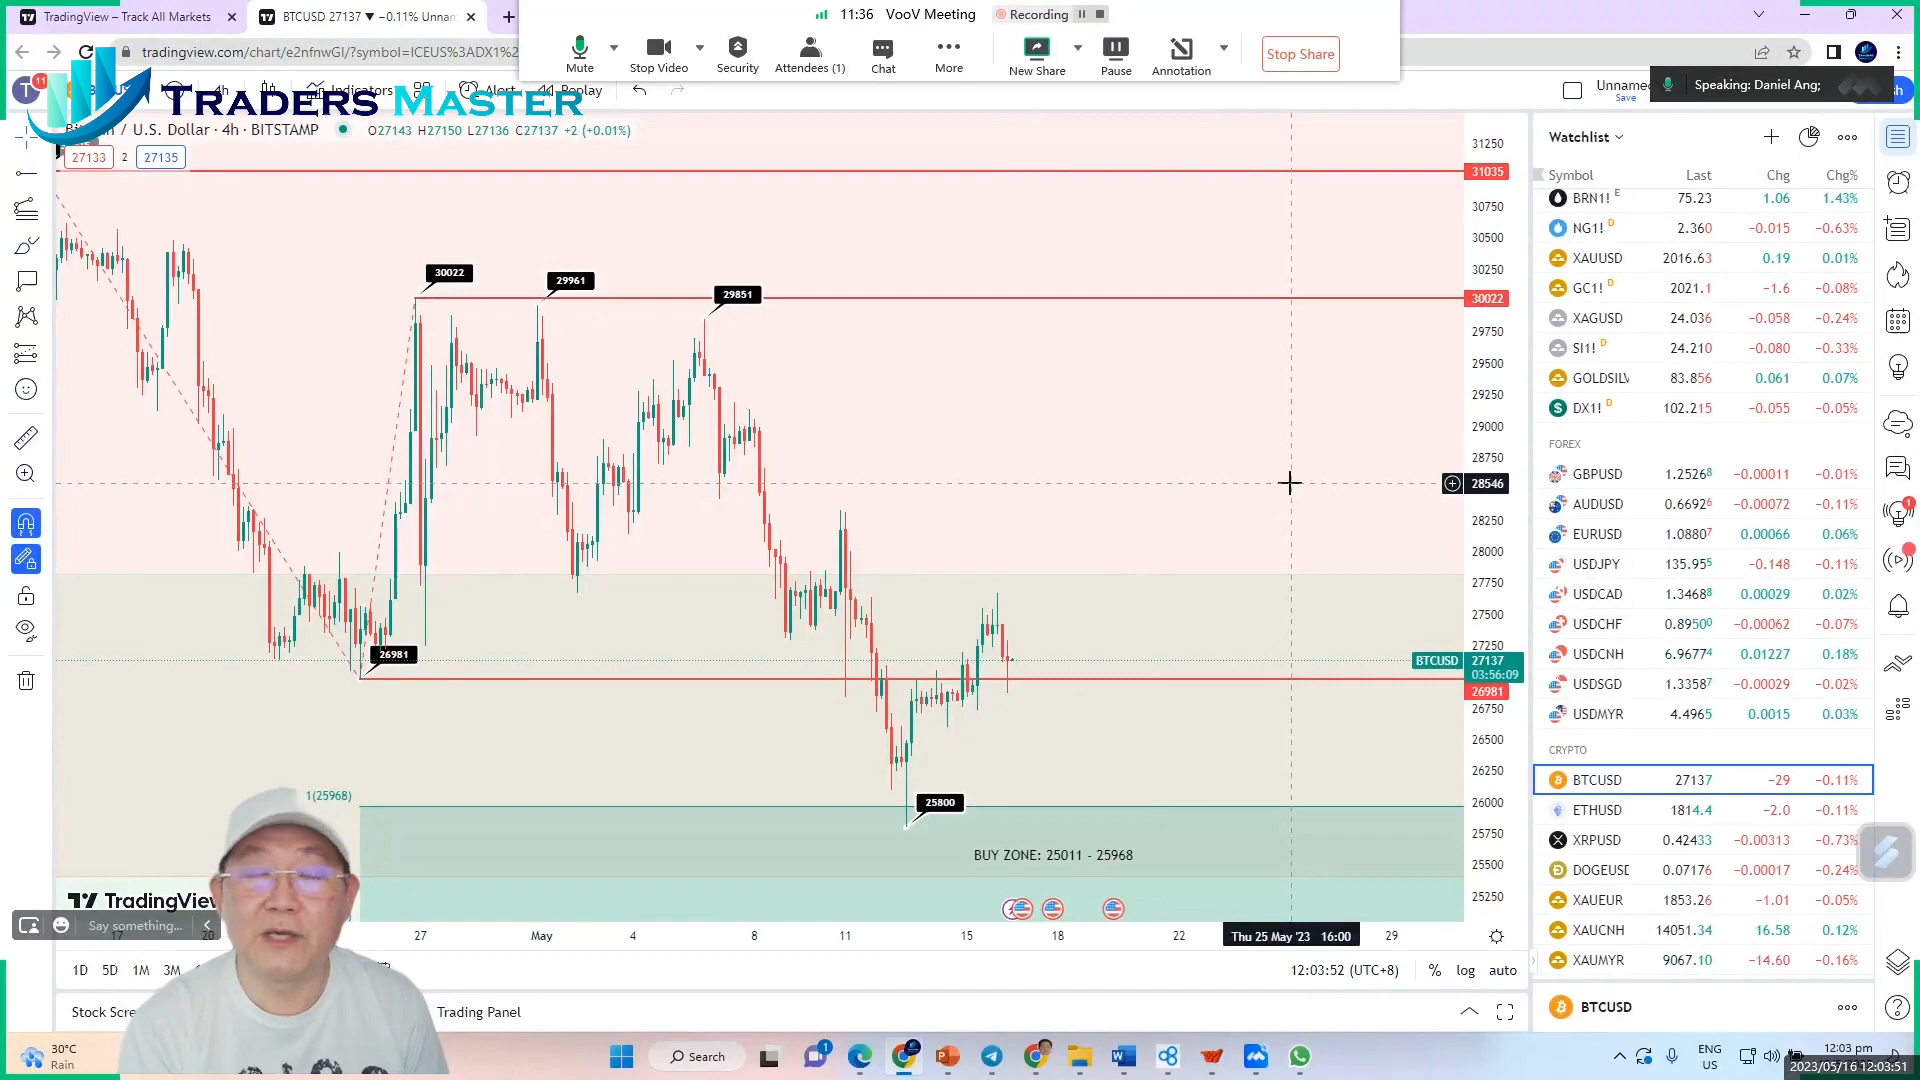 TradingView – Track All Markets
BTCUSD 27137 ▼ −0.11% Unnam
11:36 VooV Meeting
Recording
tradingview.com/chart/e2nfnwGI/?symbol=ICEUS%3ADX1%2
Mute
Stop Video
Security
Attendees (1)
Chat
More
New Share
Pause
Annotation
Stop Share
T
11
4h
Indicators
Alert
Replay
TRADERS MASTER
Save
Speaking: Daniel Ang;
/ U.S. Dollar · 4h · BITSTAMP
O27143 H27150 L27136 C27137 +2 (+0.01%)
27133 2 27135
30022
29961
29851
26981
25800
1(25968)
BUY ZONE: 25011 - 25968
TradingView
Say something...
31250
31035
30750
30500
30250
30022
29750
29500
29250
29000
28750
28546
28250
28000
27750
27500
27250
BTCUSD 27137
03:56:09
26981
26750
26500
26250
26000
25750
25500
25250
17
20
27
May
4
8
11
15
18
22
Thu 25 May '23 16:00
29
1D 5D 1M 3M
12:03:52 (UTC+8)
% log auto
Stock Scre
Trading Panel
Watchlist
Symbol Last Chg Chg%
BRN1! E 75.23 1.06 1.43%
NG1! D 2.360 −0.015 −0.63%
XAUUSD 2016.63 0.19 0.01%
GC1! D 2021.1 −1.6 −0.08%
XAGUSD 24.036 −0.058 −0.24%
SI1! D 24.210 −0.080 −0.33%
GOLDSILV 83.856 0.061 0.07%
DX1! D 102.215 −0.055 −0.05%
FOREX
GBPUSD 1.25268 −0.00011 −0.01%
AUDUSD 0.66926 −0.00072 −0.11%
EURUSD 1.08807 0.00066 0.06%
USDJPY 135.955 −0.148 −0.11%
USDCAD 1.34688 0.00029 0.02%
USDCHF 0.89500 −0.00062 −0.07%
USDCNH 6.96774 0.01227 0.18%
USDSGD 1.33587 −0.00029 −0.02%
USDMYR 4.4965 0.0015 0.03%
CRYPTO
BTCUSD 27137 −29 −0.11%
ETHUSD 1814.4 −2.0 −0.11%
XRPUSD 0.42433 −0.00313 −0.73%
DOGEUSD 0.07176 −0.00017 −0.24%
XAUEUR 1853.26 −1.01 −0.05%
XAUCNH 14051.34 16.58 0.12%
XAUMYR 9067.10 −14.60 −0.16%
BTCUSD
30°C
Rain
Search
ENG
US
12:03 pm
2023/05/16 12:03:51